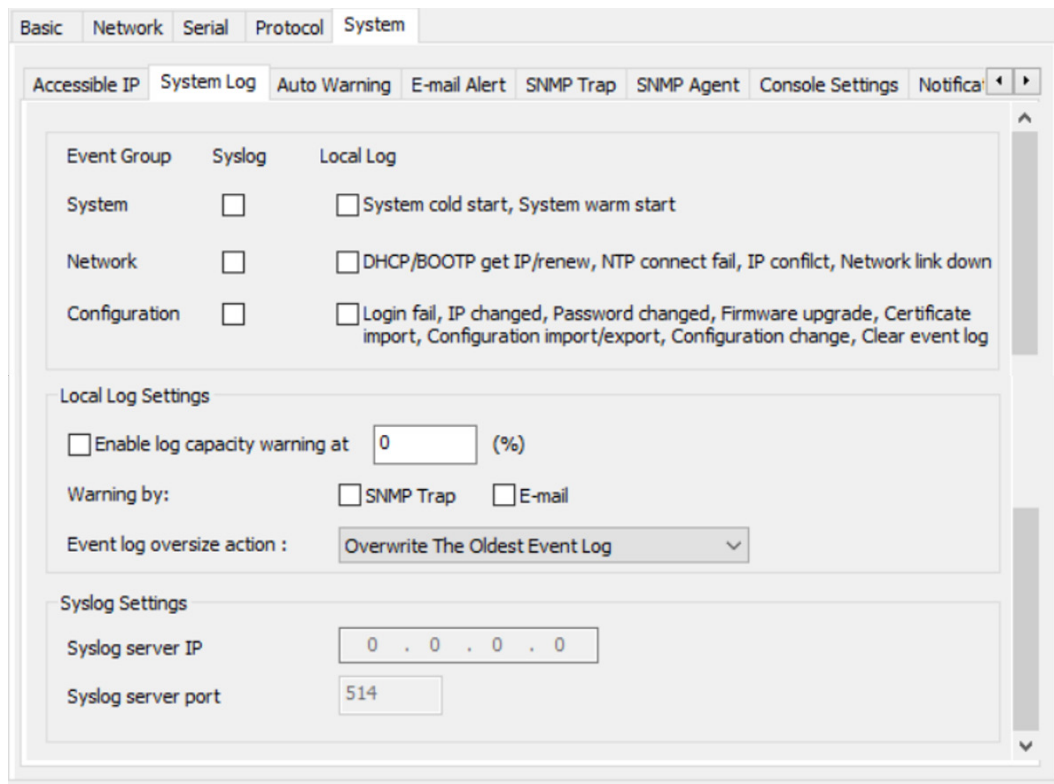 Basic Network Serial Protocol System
Accessible IP System Log Auto Warning E-mail Alert SNMP Trap SNMP Agent Console Settings Notificat
Event Group Syslog Local Log
System System cold start, System warm start
Network DHCP/BOOTP get IP/renew, NTP connect fail, IP confilct, Network link down
Configuration Login fail, IP changed, Password changed, Firmware upgrade, Certificate
import, Configuration import/export, Configuration change, Clear event log
Local Log Settings
Enable log capacity warning at 0 (%)
Warning by: SNMP Trap E-mail
Event log oversize action : Overwrite The Oldest Event Log
Syslog Settings
Syslog server IP 0 . 0 . 0 . 0
Syslog server port 514